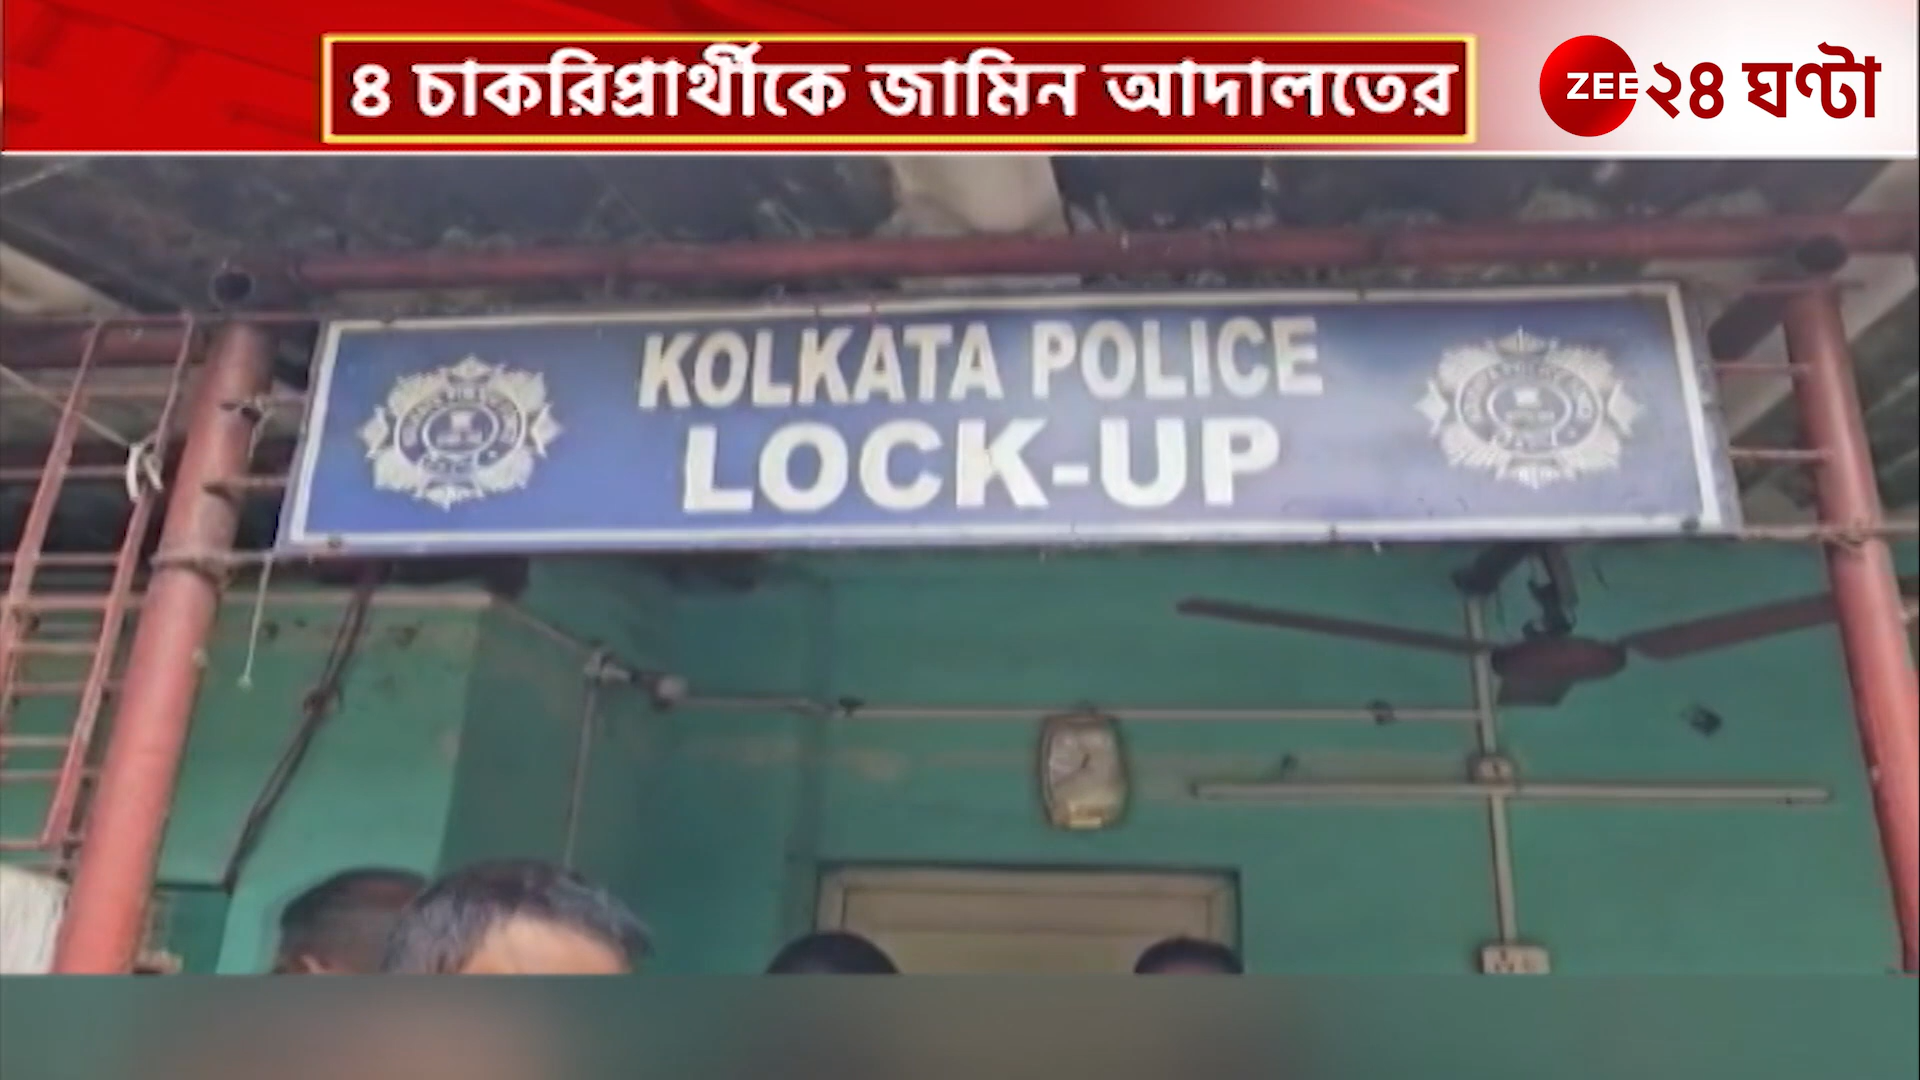 ৪ চাকরিপ্রার্থীকে জামিন আদালতের
ZEE ২৪ ঘণ্টা
KOLKATA POLICE
LOCK-UP